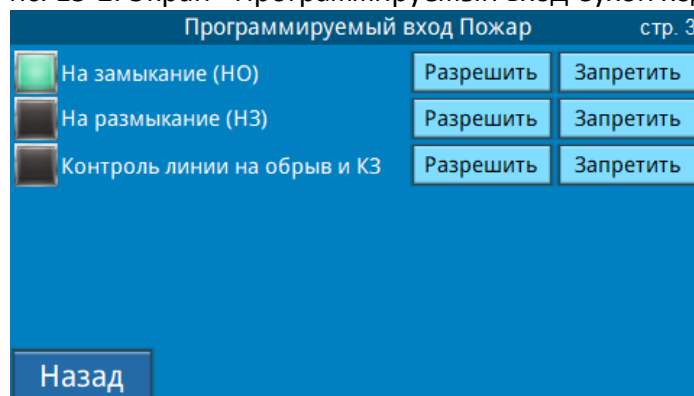 Программируемый вход Пожар стр. 3
На замыкание (НО) Разрешить Запретить
На размыкание (НЗ) Разрешить Запретить
Контроль линии на обрыв и КЗ Разрешить Запретить
Назад